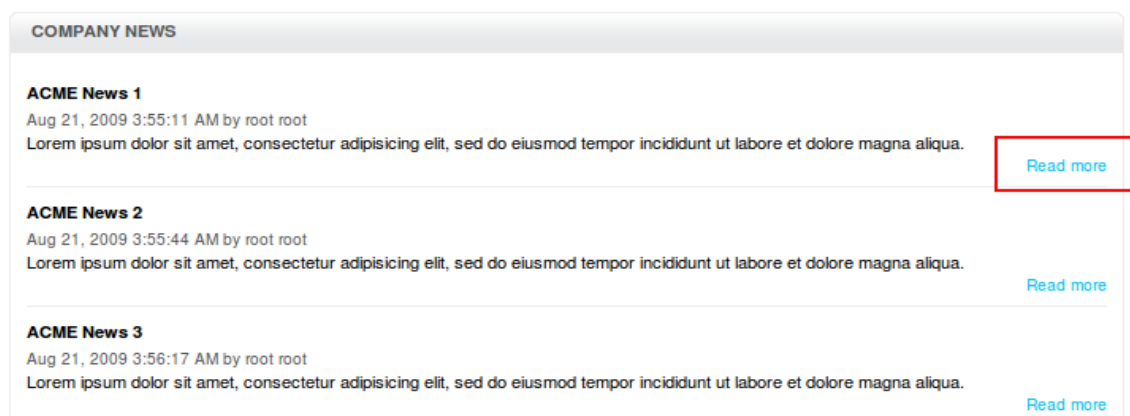 COMPANY NEWS
ACME News 1
Aug 21, 2009 3:55:11 AM by root root
Lorem ipsum dolor sit amet, consectetur adipisicing elit, sed do eiusmod tempor incididunt ut labore et dolore magna aliqua.
Read more
ACME News 2
Aug 21, 2009 3:55:44 AM by root root
Lorem ipsum dolor sit amet, consectetur adipisicing elit, sed do eiusmod tempor incididunt ut labore et dolore magna aliqua.
Read more
ACME News 3
Aug 21, 2009 3:56:17 AM by root root
Lorem ipsum dolor sit amet, consectetur adipisicing elit, sed do eiusmod tempor incididunt ut labore et dolore magna aliqua.
Read more